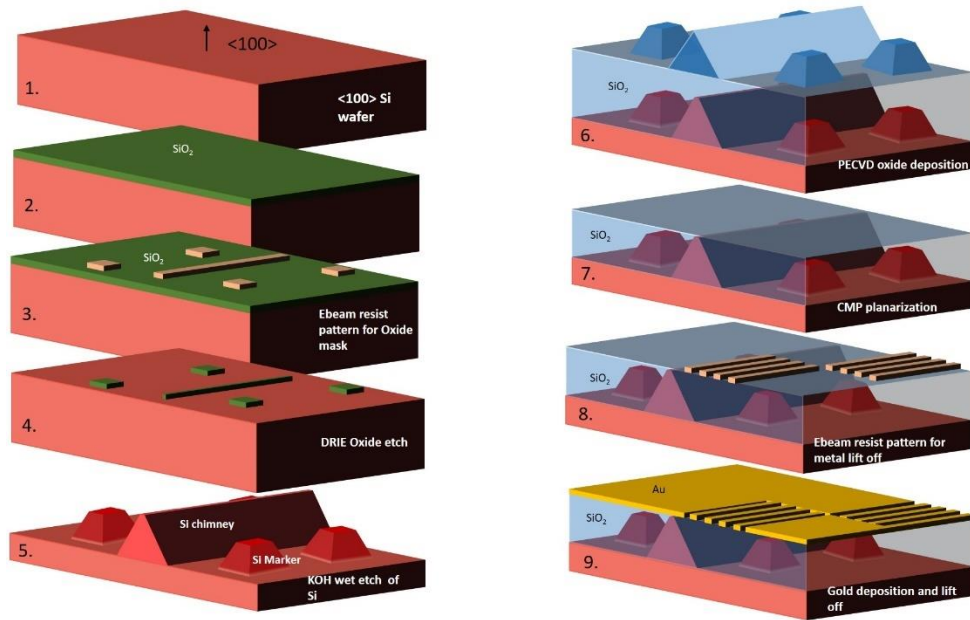 <100>
1.
<100> Si
wafer
SiO2
2.
SiO2
3.
Ebeam resist
pattern for Oxide
mask
4.
DRIE Oxide etch
Si chimney
5.
Si Marker
KOH wet etch of
Si
SiO₂
6.
PECVD oxide deposition
SiO₂
7.
CMP planarization
SiO₂
8.
Ebeam resist pattern for
metal lift off
Au
SiO₂
9.
Gold deposition and lift
off